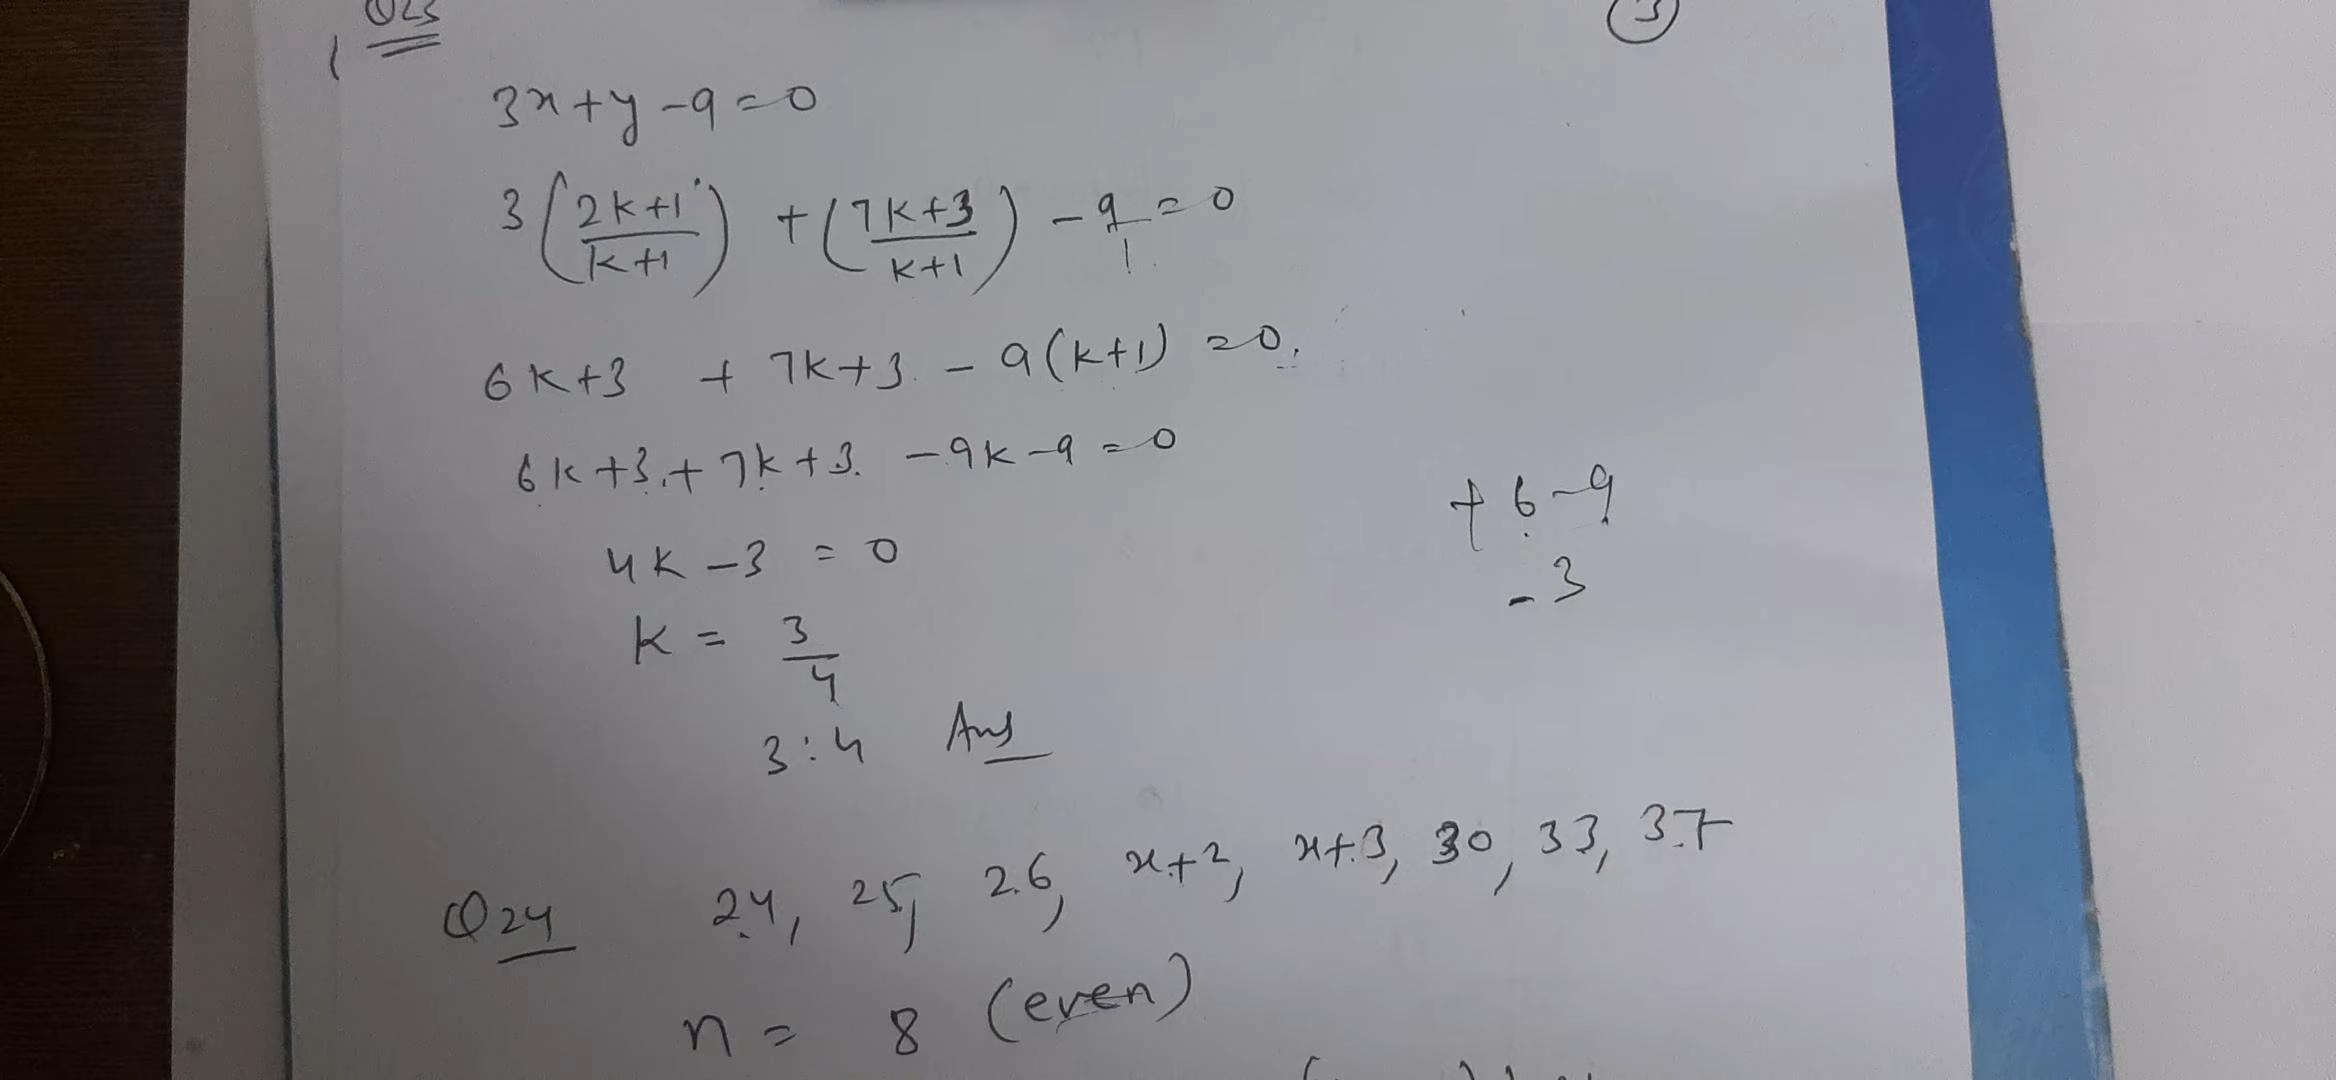 Q23
3x+y-9=0
3(2k+1/k+1) + (7k+3/k+1) - 9/1 = 0
6k+3 + 7k+3 - 9(k+1) = 0.
6k+3+7k+3 -9k-9 = 0
+6-9
4k-3 = 0
-3
k = 3/4
3:4 Ans
Q24 24, 25, 26, x+2, x+3, 30, 33, 37
n = 8 (even)